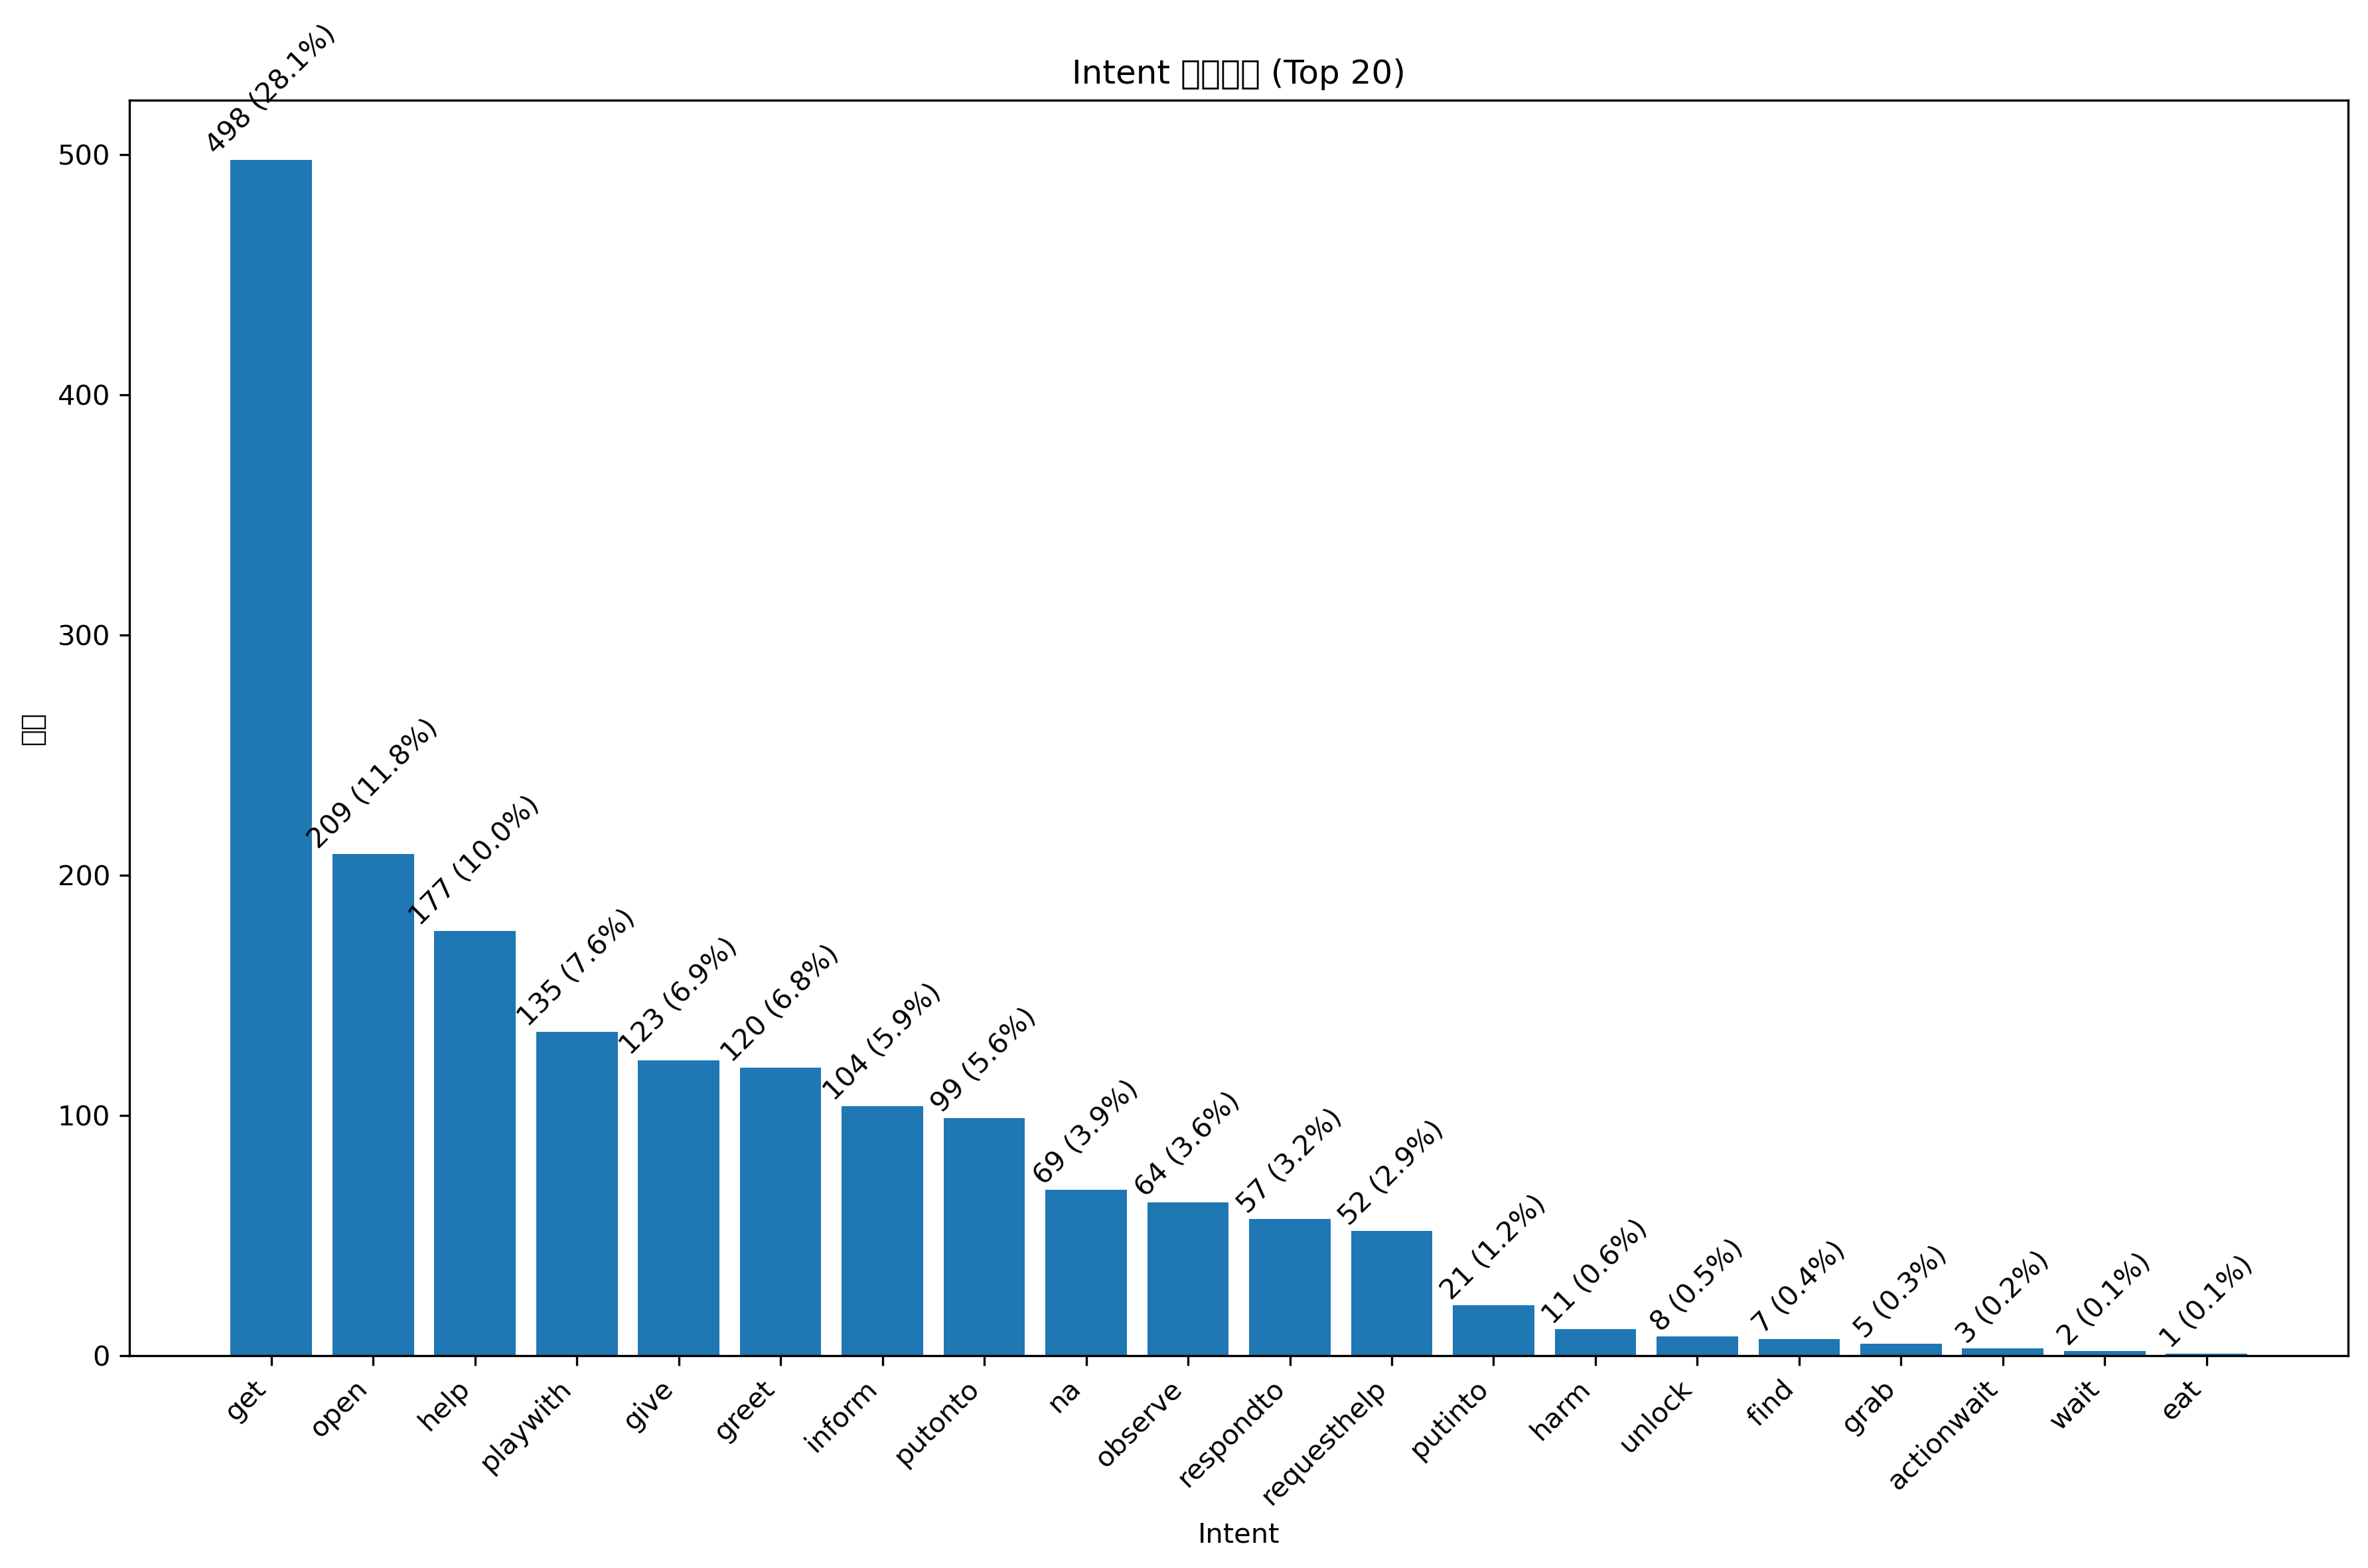 Intent (Top 20)
498 (28.1%)
209 (11.8%)
177 (10.0%)
135 (7.6%)
123 (6.9%)
120 (6.8%)
104 (5.9%)
99 (5.6%)
69 (3.9%)
64 (3.6%)
57 (3.2%)
52 (2.9%)
21 (1.2%)
11 (0.6%)
8 (0.5%)
7 (0.4%)
5 (0.3%)
3 (0.2%)
2 (0.1%)
1 (0.1%)
500
400
300
200
100
0
get
open
help
playwith
give
greet
inform
putonto
na
observe
respondto
requesthelp
putinto
harm
unlock
find
grab
actionwait
wait
eat
Intent